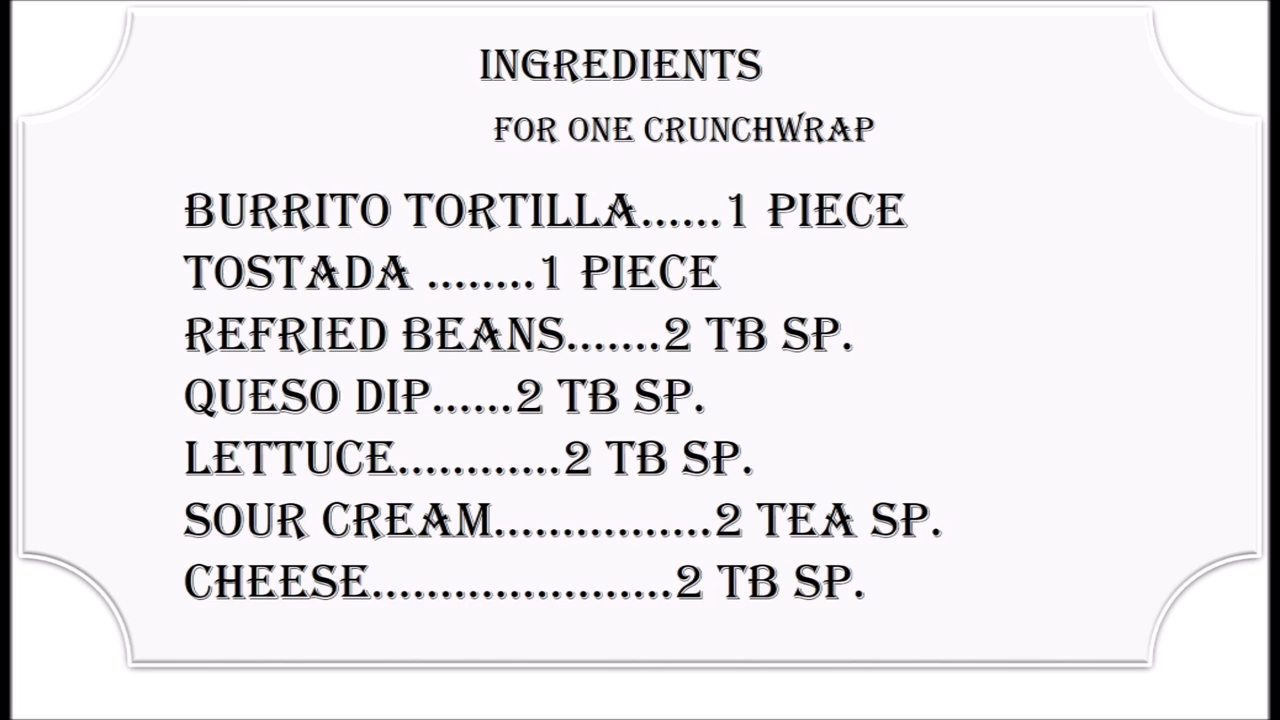 INGREDIENTS
FOR ONE CRUNCHWRAP
BURRITO TORTILLA......1 PIECE
TOSTADA ........1 PIECE
REFRIED BEANS.......2 TB SP.
QUESO DIP......2 TB SP.
LETTUCE............2 TB SP.
SOUR CREAM................2 TEA SP.
CHEESE......................2 TB SP.